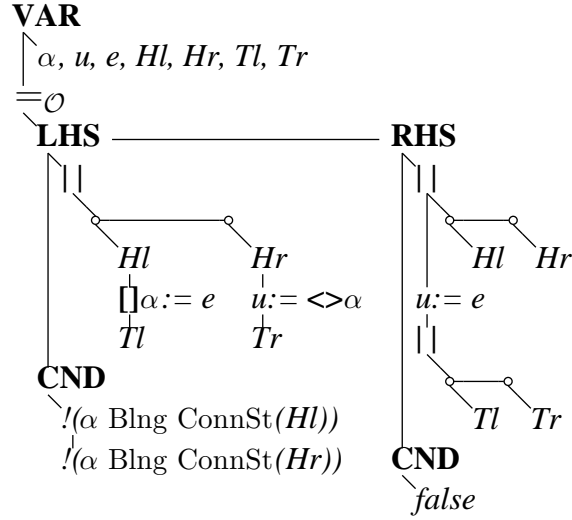 VAR
α, u, e, Hl, Hr, Tl, Tr
=𝒪
LHS RHS
|| ||
Hl Hr Hl Hr
[]α:= e u:= <>α u:= e
Tl Tr ||
CND Tl Tr
!(α Blng ConnSt(Hl))
!(α Blng ConnSt(Hr)) CND
false